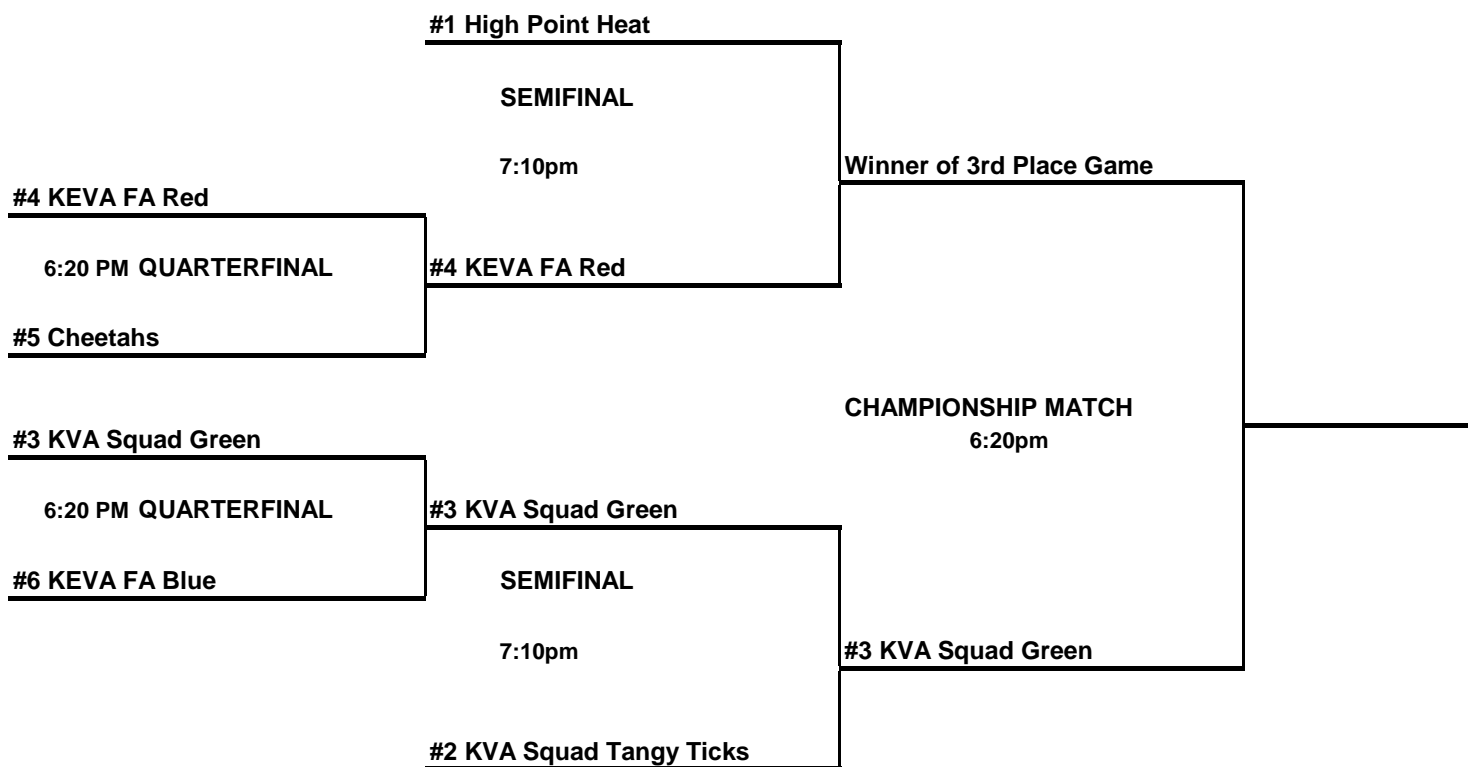 #1 High Point Heat
SEMIFINAL
7:10pm
Winner of 3rd Place Game
#4 KEVA FA Red
6:20 PM QUARTERFINAL
#4 KEVA FA Red
#5 Cheetahs
CHAMPIONSHIP MATCH
#3 KVA Squad Green
6:20pm
6:20 PM QUARTERFINAL
#3 KVA Squad Green
#6 KEVA FA Blue
SEMIFINAL
7:10pm
#3 KVA Squad Green
#2 KVA Squad Tangy Ticks